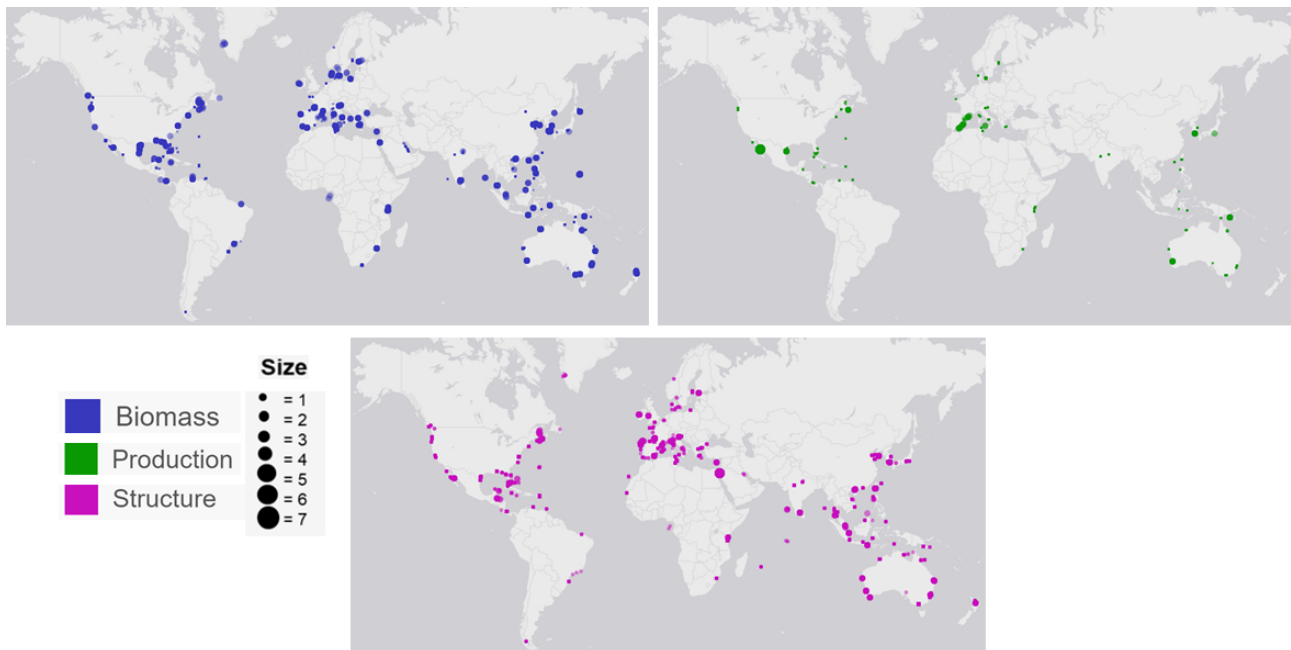 Biomass
Production
Structure
Size
= 1
= 2
= 3
= 4
= 5
= 6
= 7